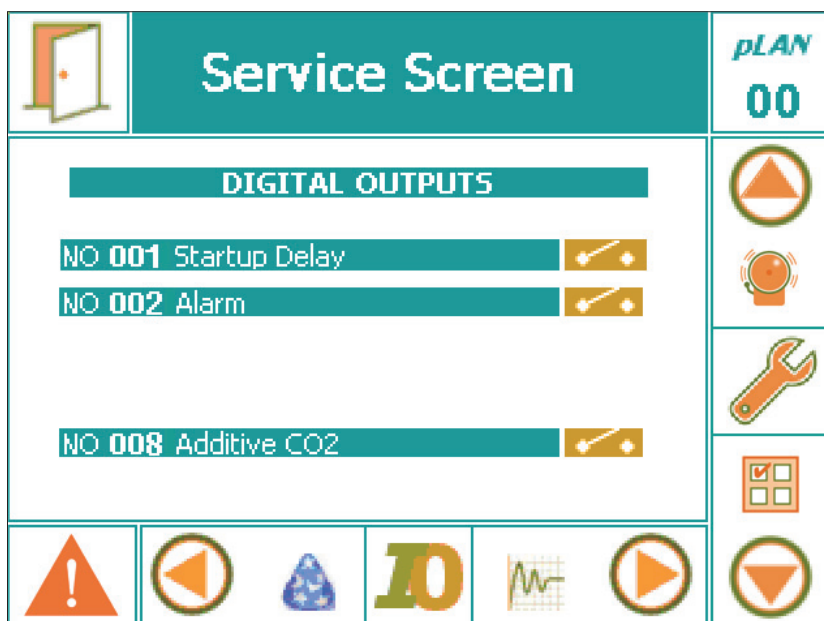 Service Screen
pLAN
00
DIGITAL OUTPUTS
NO 001 Startup Delay
NO 002 Alarm
NO 008 Additive CO2
IO